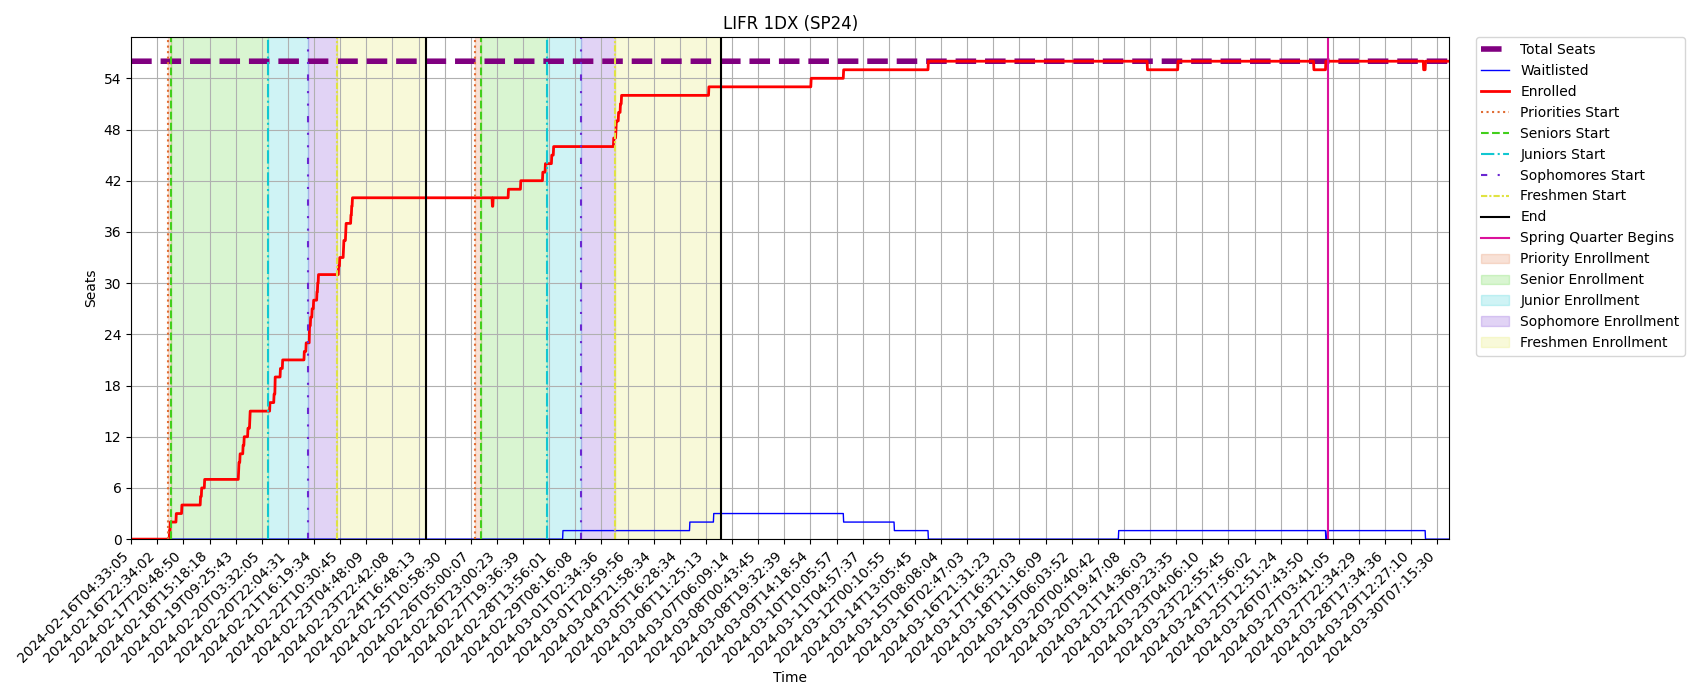 LIFR 1DX (SP24)
Total Seats
Waitlisted
Enrolled
Priorities Start
Seniors Start
Juniors Start
Sophomores Start
Freshmen Start
End
Spring Quarter Begins
Priority Enrollment
Senior Enrollment
Junior Enrollment
Sophomore Enrollment
Freshmen Enrollment
Seats
54
48
42
36
30
24
18
12
6
0
2024-02-16T04:33:05
2024-02-16T22:34:02
2024-02-17T20:48:50
2024-02-18T15:18:18
2024-02-19T09:25:43
2024-02-20T03:32:05
2024-02-20T22:04:31
2024-02-21T16:19:34
2024-02-22T10:30:45
2024-02-23T04:48:09
2024-02-23T22:42:08
2024-02-24T16:48:13
2024-02-25T10:58:30
2024-02-26T05:00:07
2024-02-26T23:00:23
2024-02-27T19:36:39
2024-02-28T13:56:01
2024-02-29T08:16:08
2024-03-01T02:34:36
2024-03-01T20:59:56
2024-03-04T21:58:34
2024-03-05T16:28:34
2024-03-06T11:25:13
2024-03-07T06:09:14
2024-03-08T00:43:45
2024-03-08T19:32:39
2024-03-09T14:18:54
2024-03-10T10:05:57
2024-03-11T04:57:37
2024-03-12T00:10:55
2024-03-14T13:05:45
2024-03-15T08:08:04
2024-03-16T02:47:03
2024-03-16T21:31:23
2024-03-17T16:32:03
2024-03-18T11:16:09
2024-03-19T06:03:52
2024-03-20T00:40:42
2024-03-20T19:47:08
2024-03-21T14:36:03
2024-03-22T09:23:35
2024-03-23T04:06:10
2024-03-23T22:55:45
2024-03-24T17:56:02
2024-03-25T12:51:24
2024-03-26T07:43:50
2024-03-27T03:41:05
2024-03-27T22:34:29
2024-03-28T17:34:36
2024-03-29T12:27:10
2024-03-30T07:15:30
Time